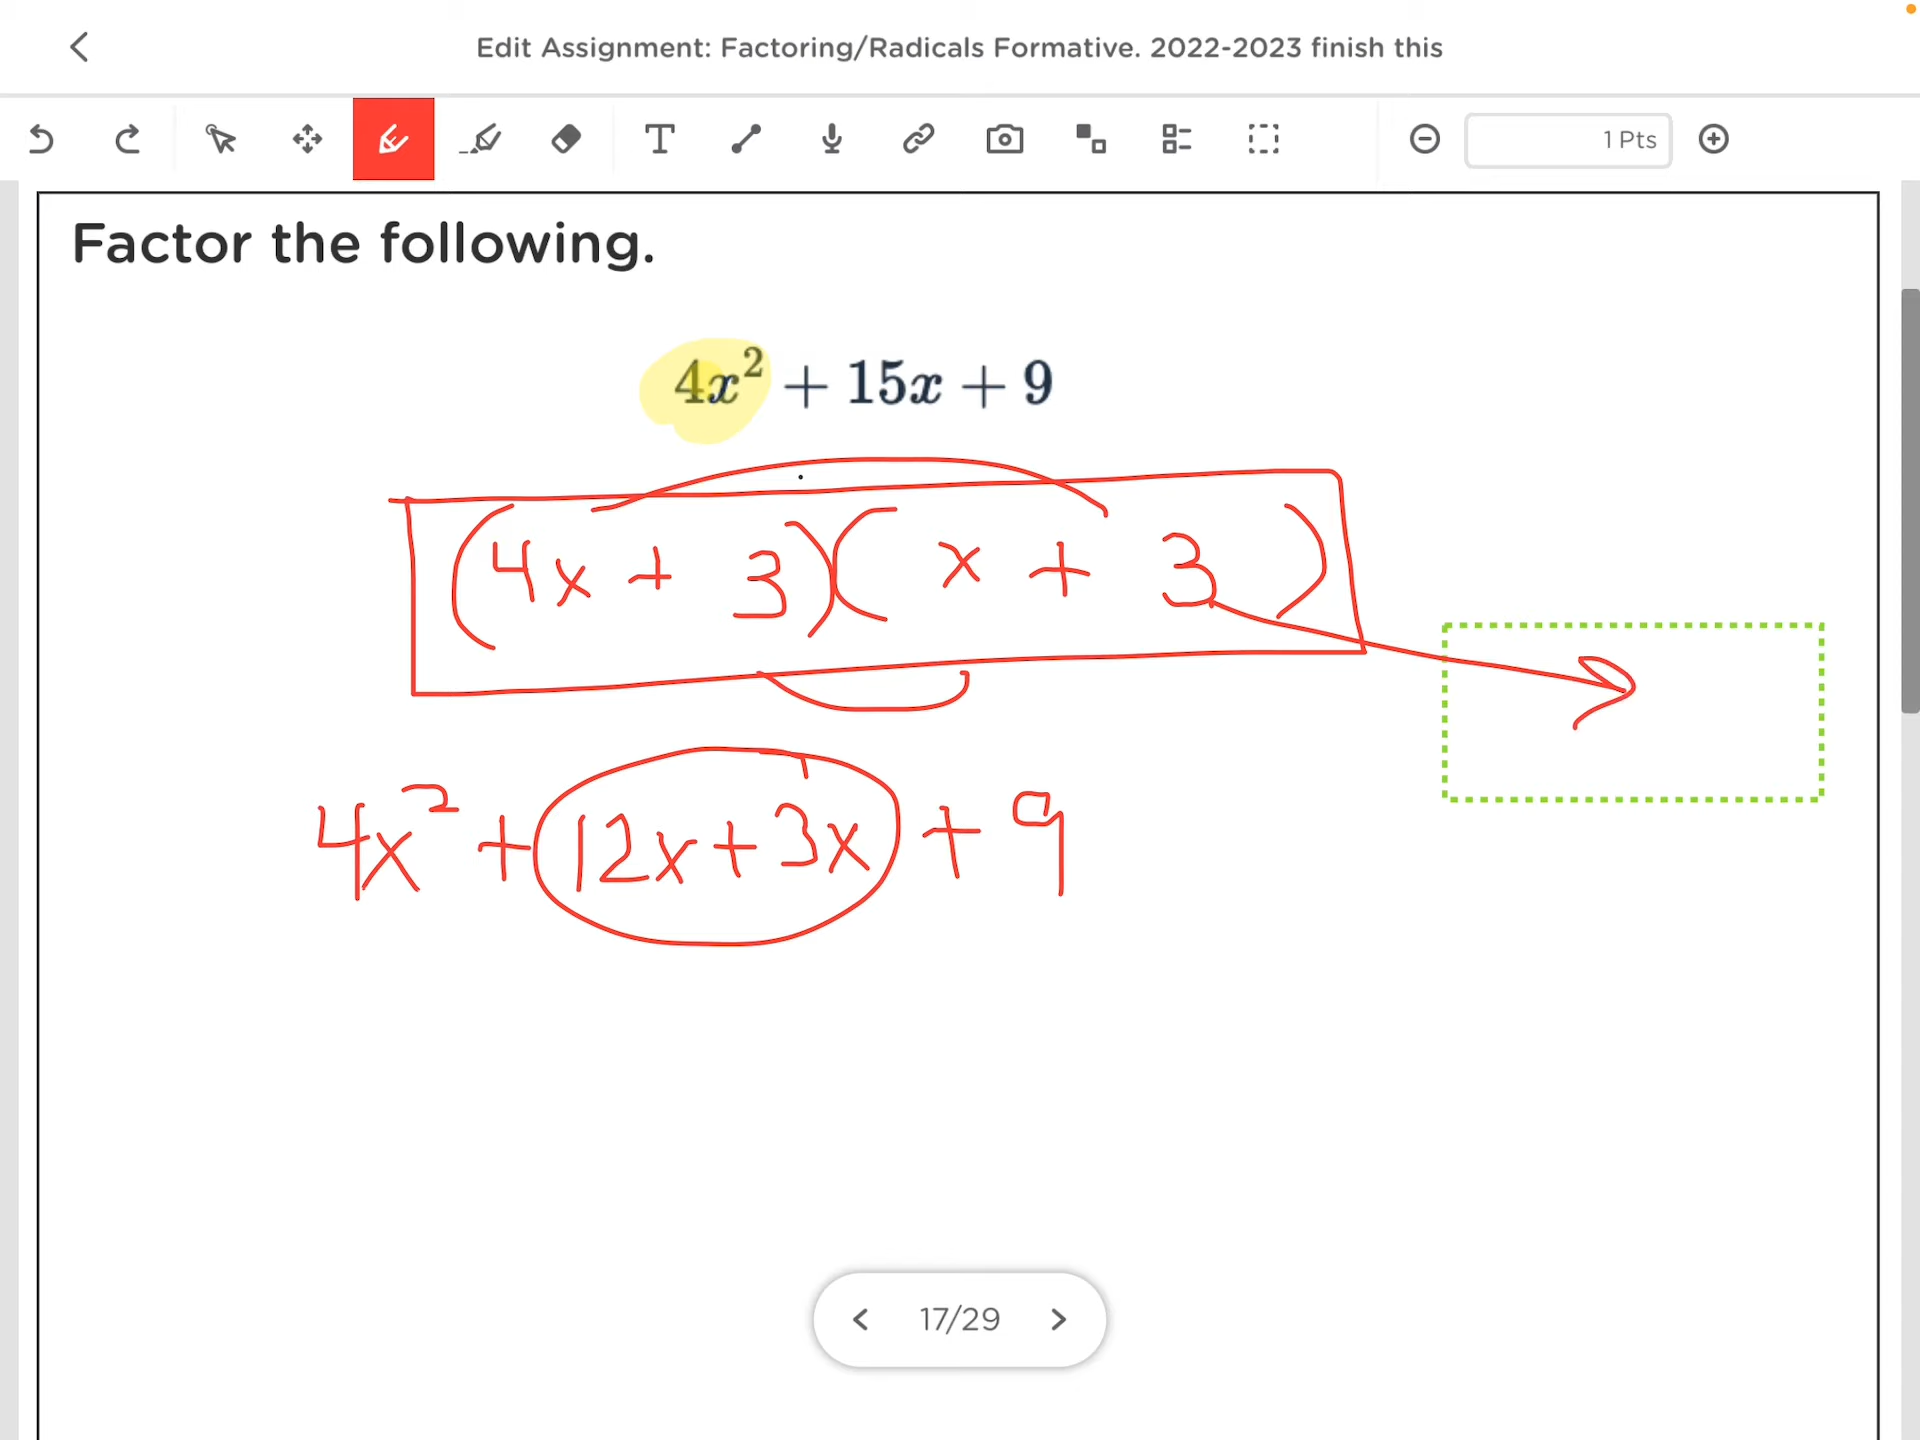 Edit Assignment: Factoring/Radicals Formative. 2022-2023 finish this
T
1 Pts
Factor the following.
4x² + 15x + 9
(4x + 3)(x + 3)
4x² + 12x + 3x + 9
17/29